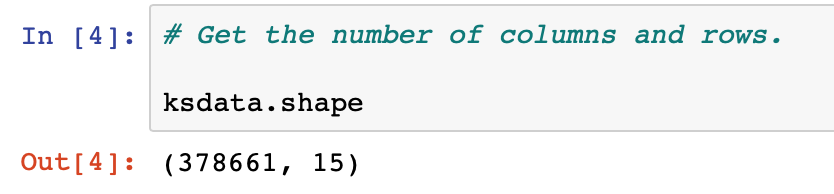 In [4]: # Get the number of columns and rows.
ksdata.shape
Out[4]: (378661, 15)